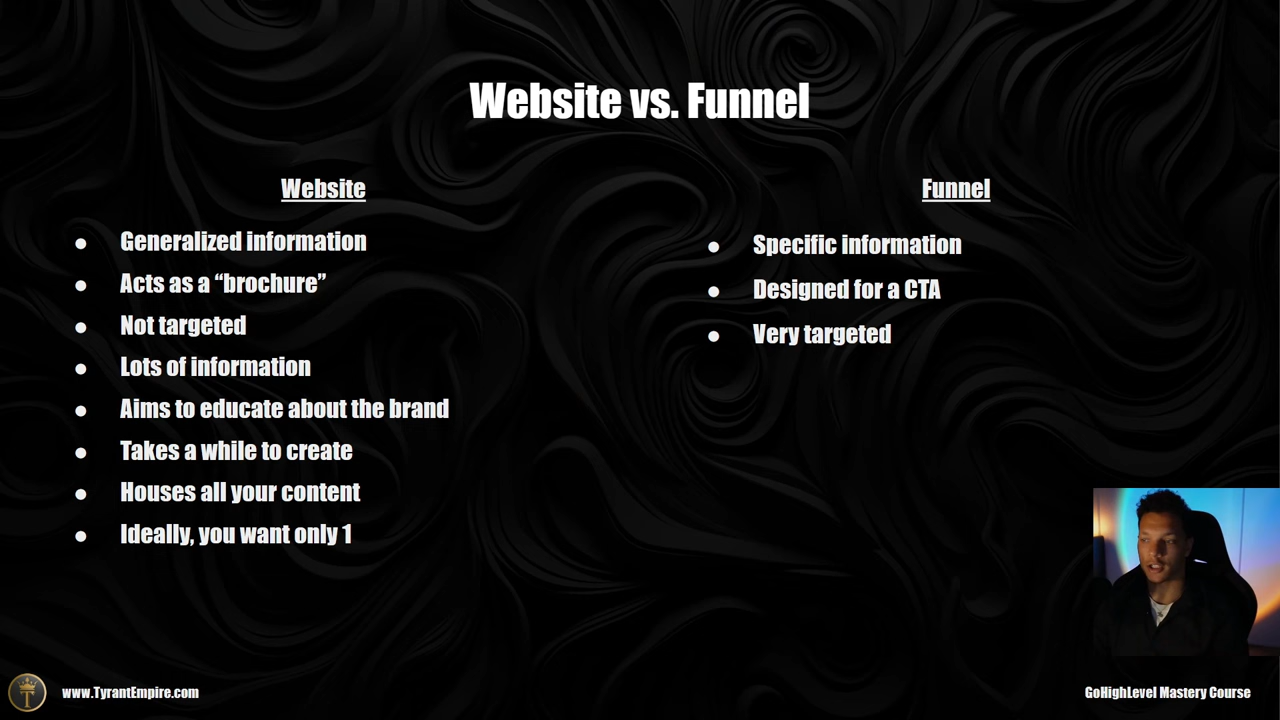 Website vs. Funnel
Website
● Generalized information
● Acts as a “brochure”
● Not targeted
● Lots of information
● Aims to educate about the brand
● Takes a while to create
● Houses all your content
● Ideally, you want only 1
Funnel
● Specific information
● Designed for a CTA
● Very targeted
T
www.TyrantEmpire.com
GoHighLevel Mastery Course